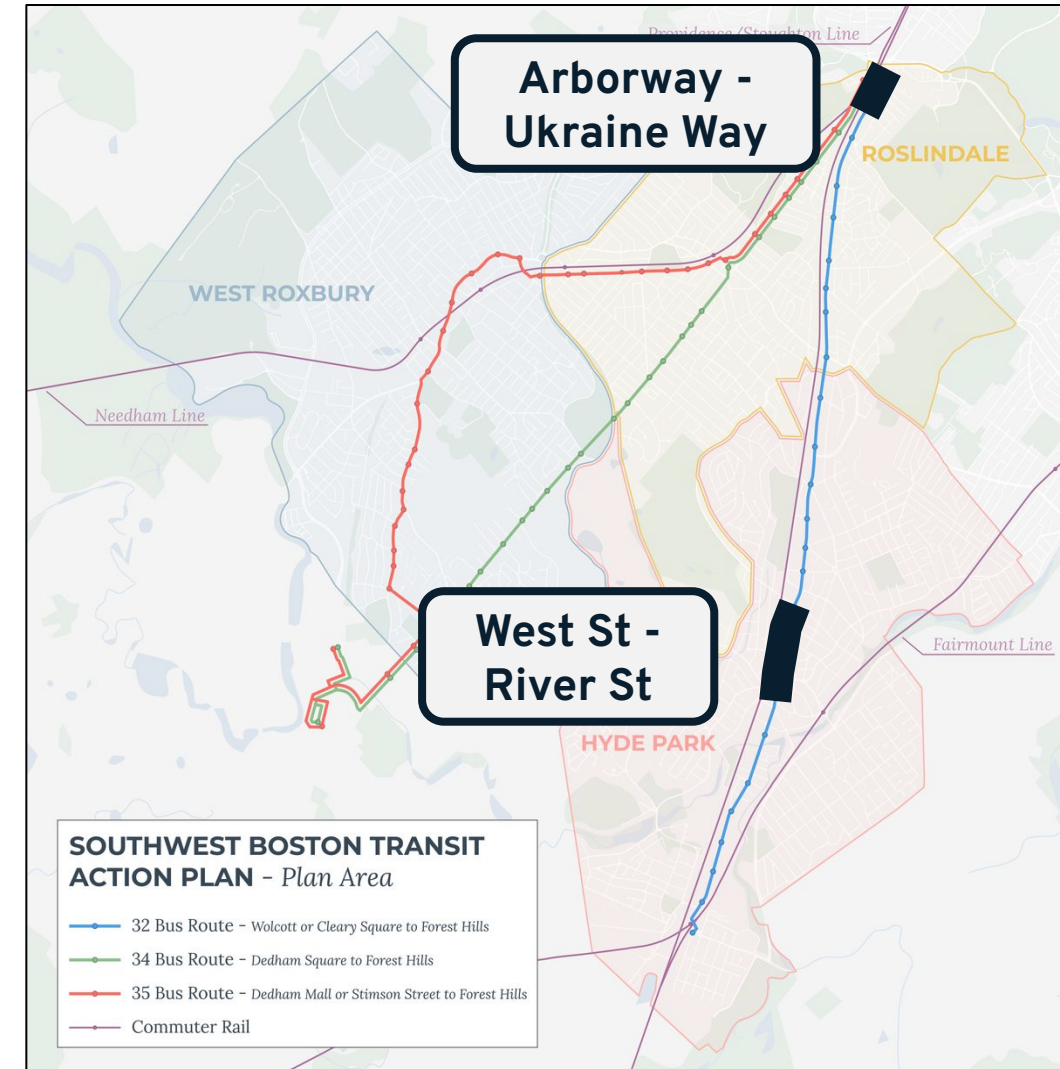 Providence/Stoughton Line
Arborway -
Ukraine Way
ROSLINDALE
WEST ROXBURY
Needham Line
West St -
River St
Fairmount Line
HYDE PARK
SOUTHWEST BOSTON TRANSIT
ACTION PLAN - Plan Area
32 Bus Route - Wolcott or Cleary Square to Forest Hills
34 Bus Route - Dedham Square to Forest Hills
35 Bus Route - Dedham Mall or Stimson Street to Forest Hills
Commuter Rail